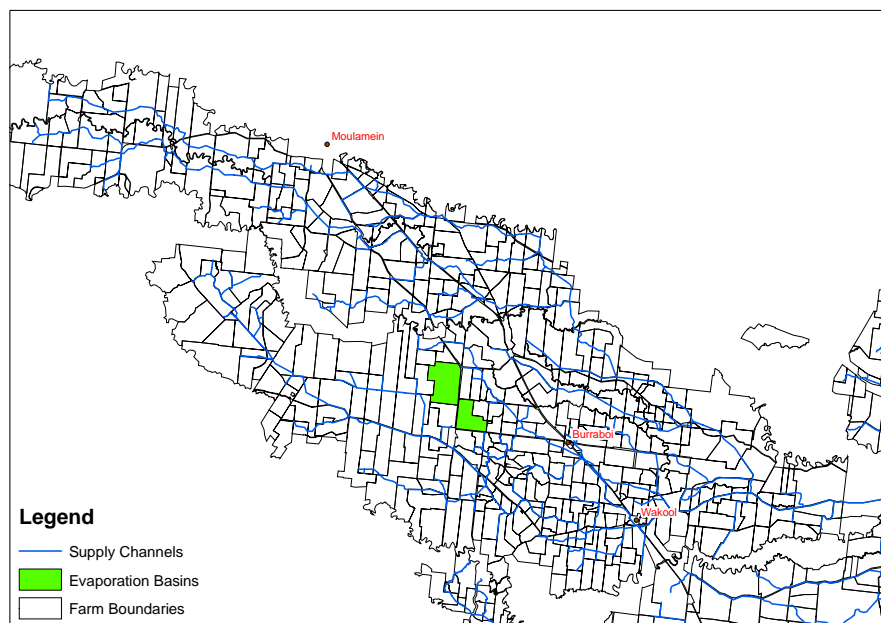 Moulamein
Burraboi
Wakool
Legend
Supply Channels
Evaporation Basins
Farm Boundaries